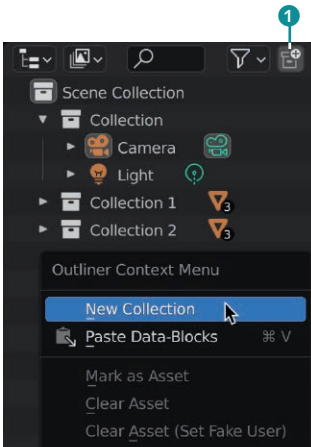 1
Scene Collection
Collection
Camera
Light
Collection 1 3
Collection 2 3
Outliner Context Menu
New Collection
Paste Data-Blocks ⌘ V
Mark as Asset
Clear Asset
Clear Asset (Set Fake User)